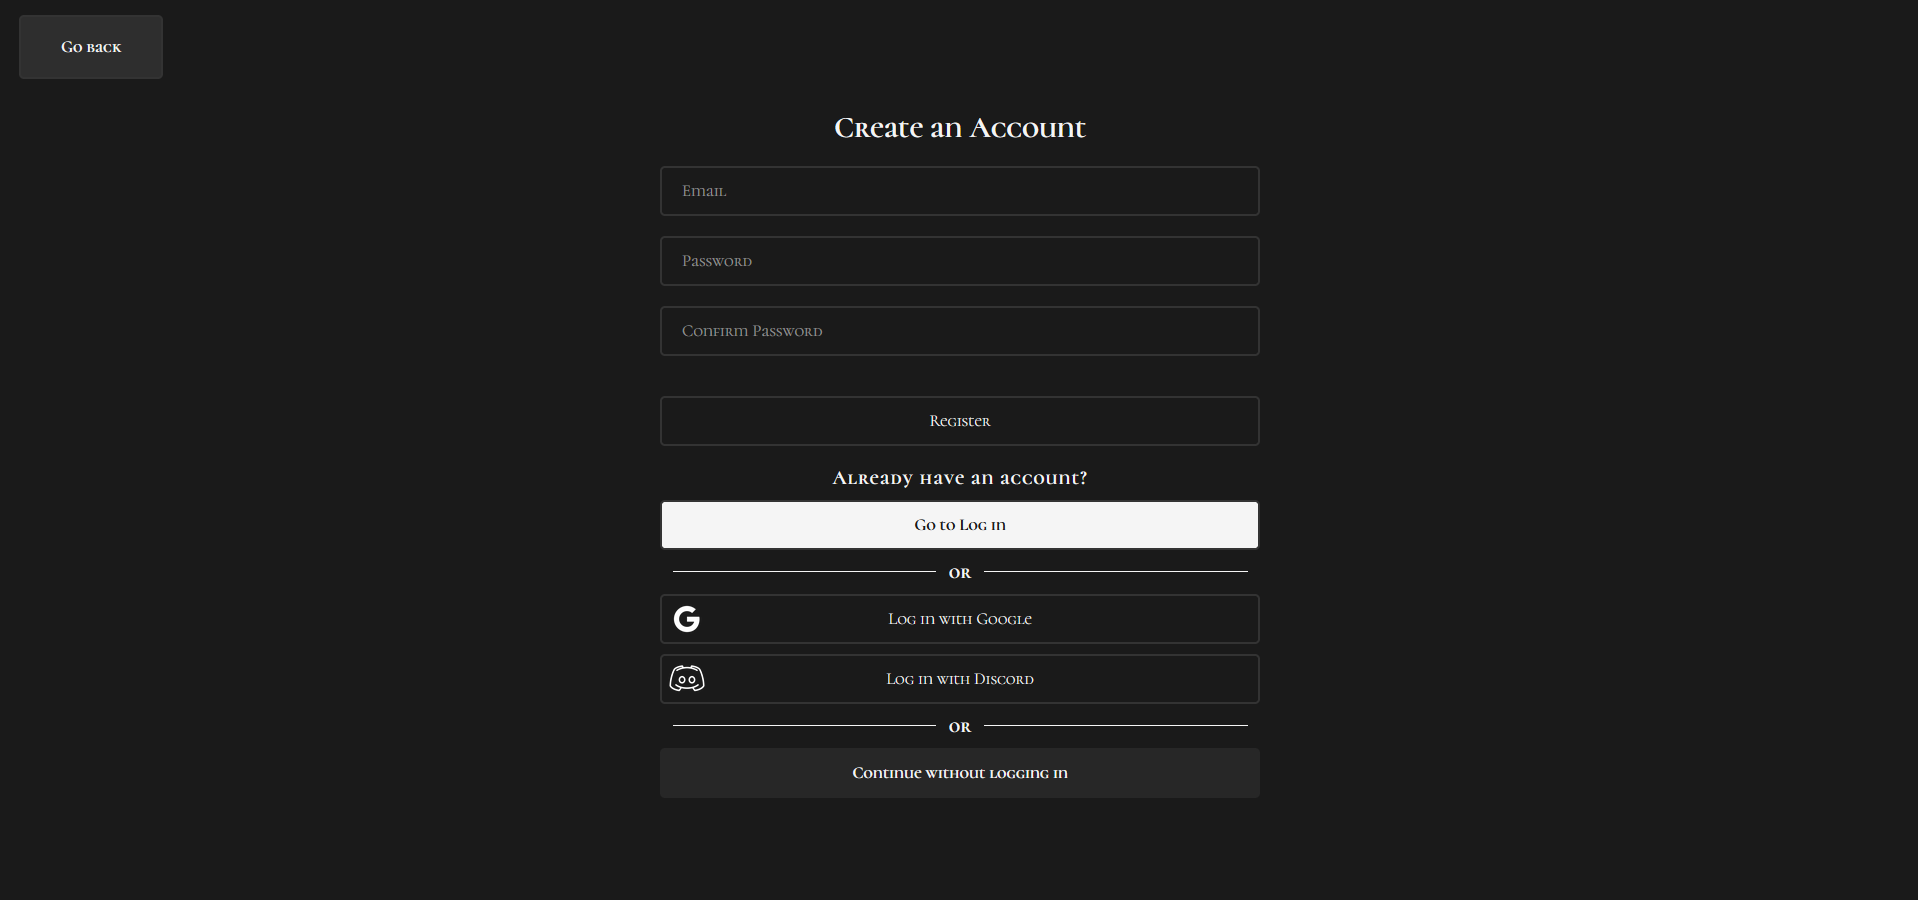 Go back
Create an Account
Email
Password
Confirm Password
Register
Already have an account?
Go to Log in
OR
Log in with Google
Log in with Discord
OR
Continue without logging in